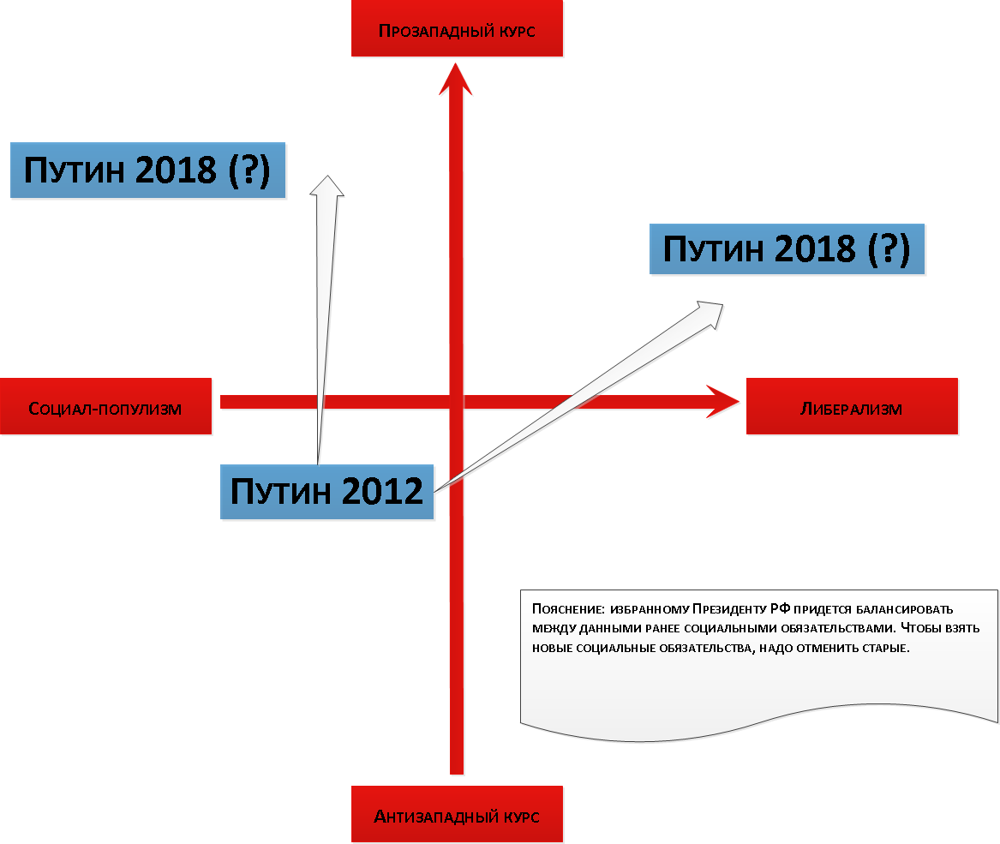 Прозападный курс
Путин 2018 (?)
Путин 2018 (?)
Социал-популизм
Либерализм
Путин 2012
Пояснение: избранному Президенту РФ придется балансировать
между данными ранее социальными обязательствами. Чтобы взять
новые социальные обязательства, надо отменить старые.
Антизападный курс